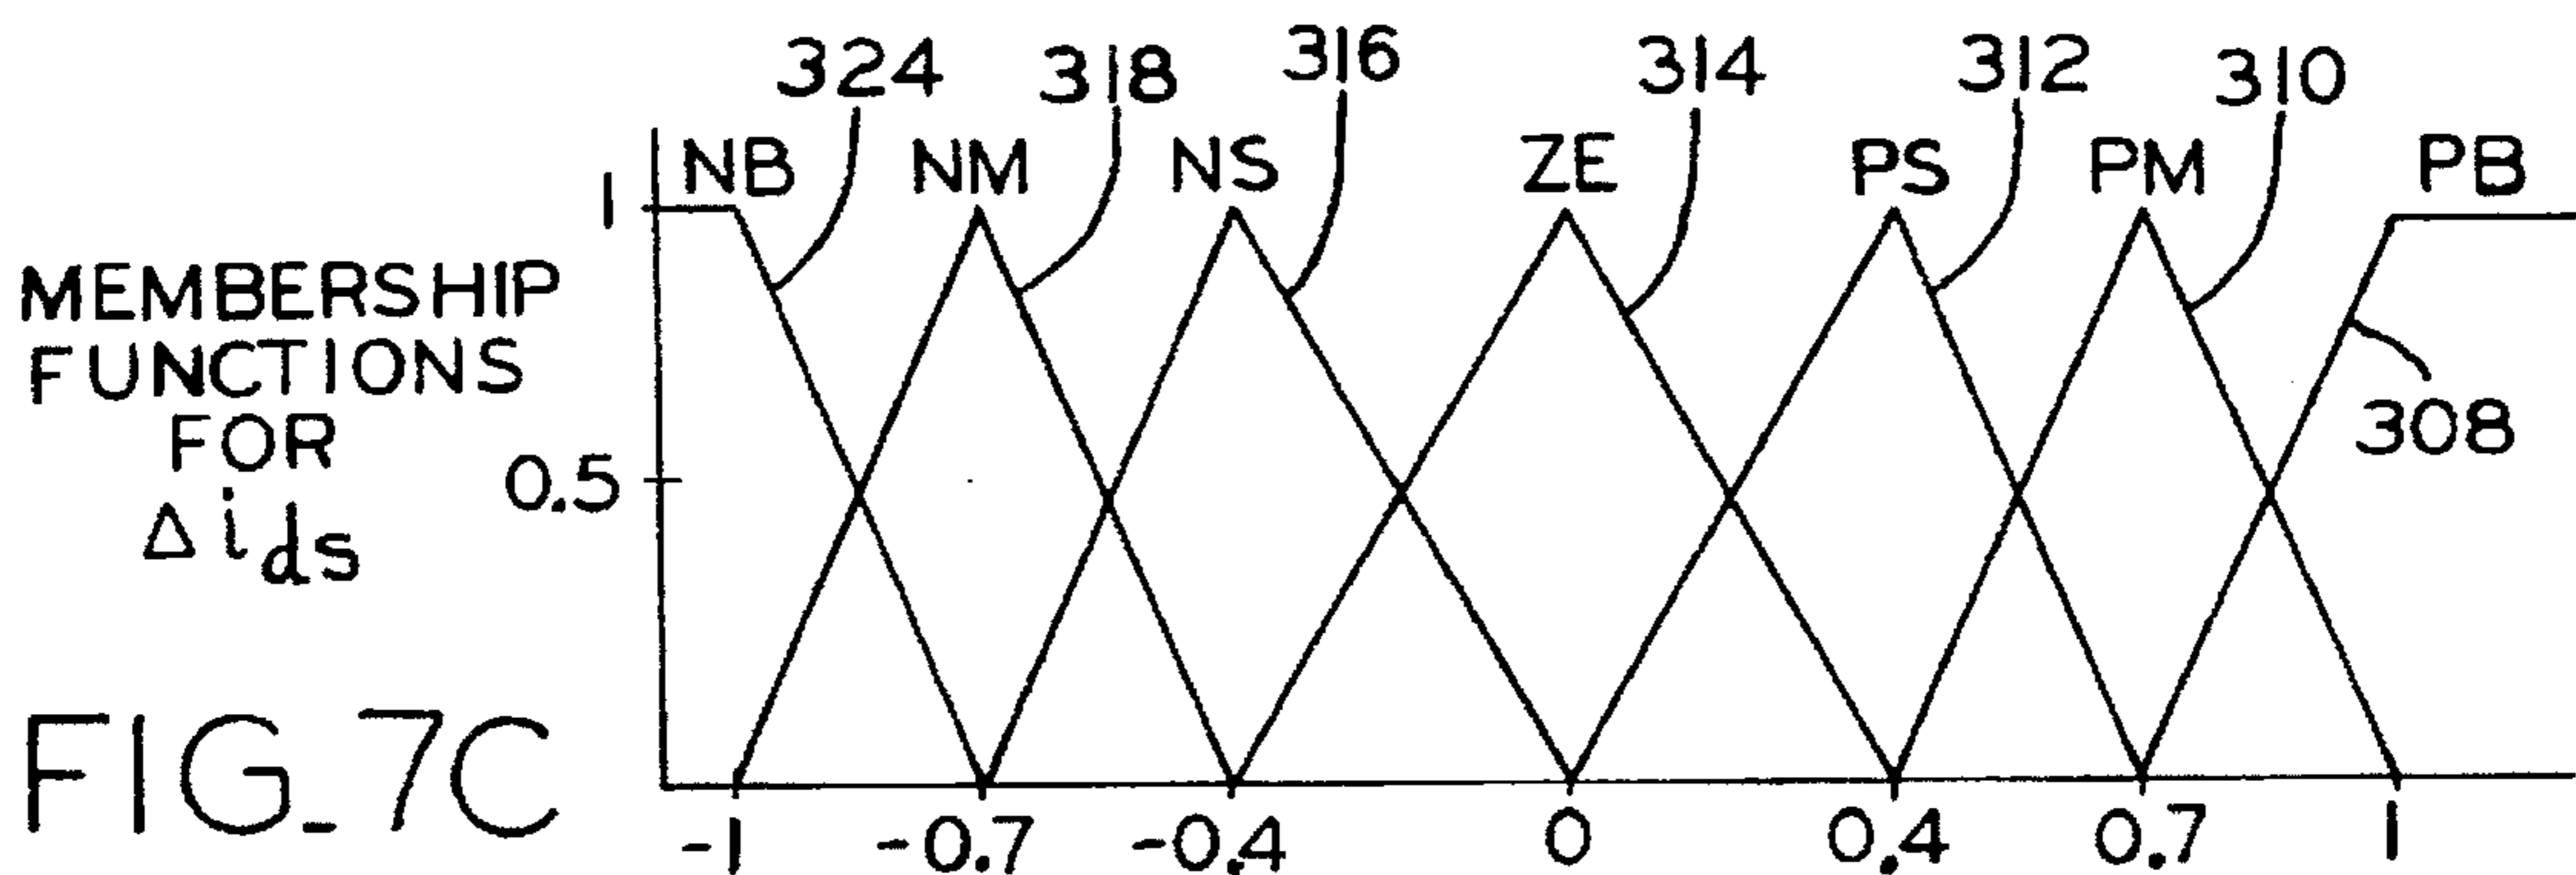 324 318 316 314 312 310
NB NM NS ZE PS PM PB
1
MEMBERSHIP
FUNCTIONS
FOR
Δ ids
0.5
308
-1 -0.7 -0.4 0 0.4 0.7 1
FIG_7C